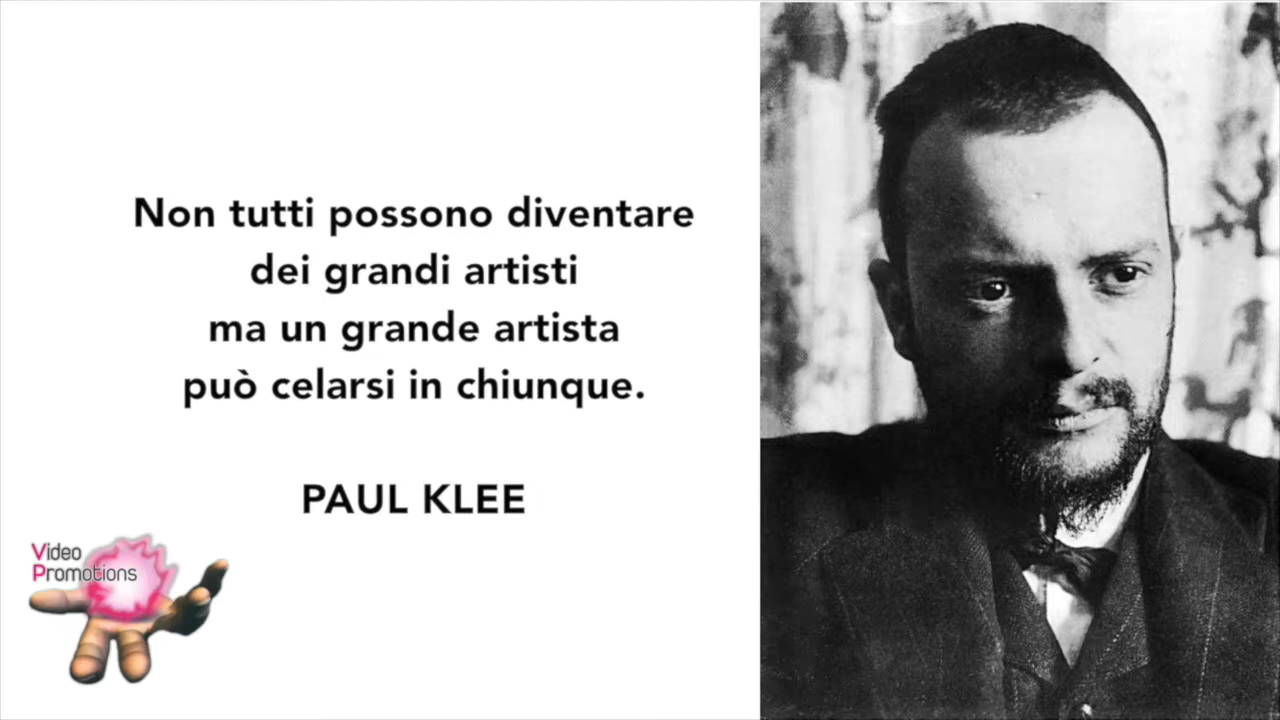 Non tutti possono diventare
dei grandi artisti
ma un grande artista
può celarsi in chiunque.
PAUL KLEE
Video
Promotions